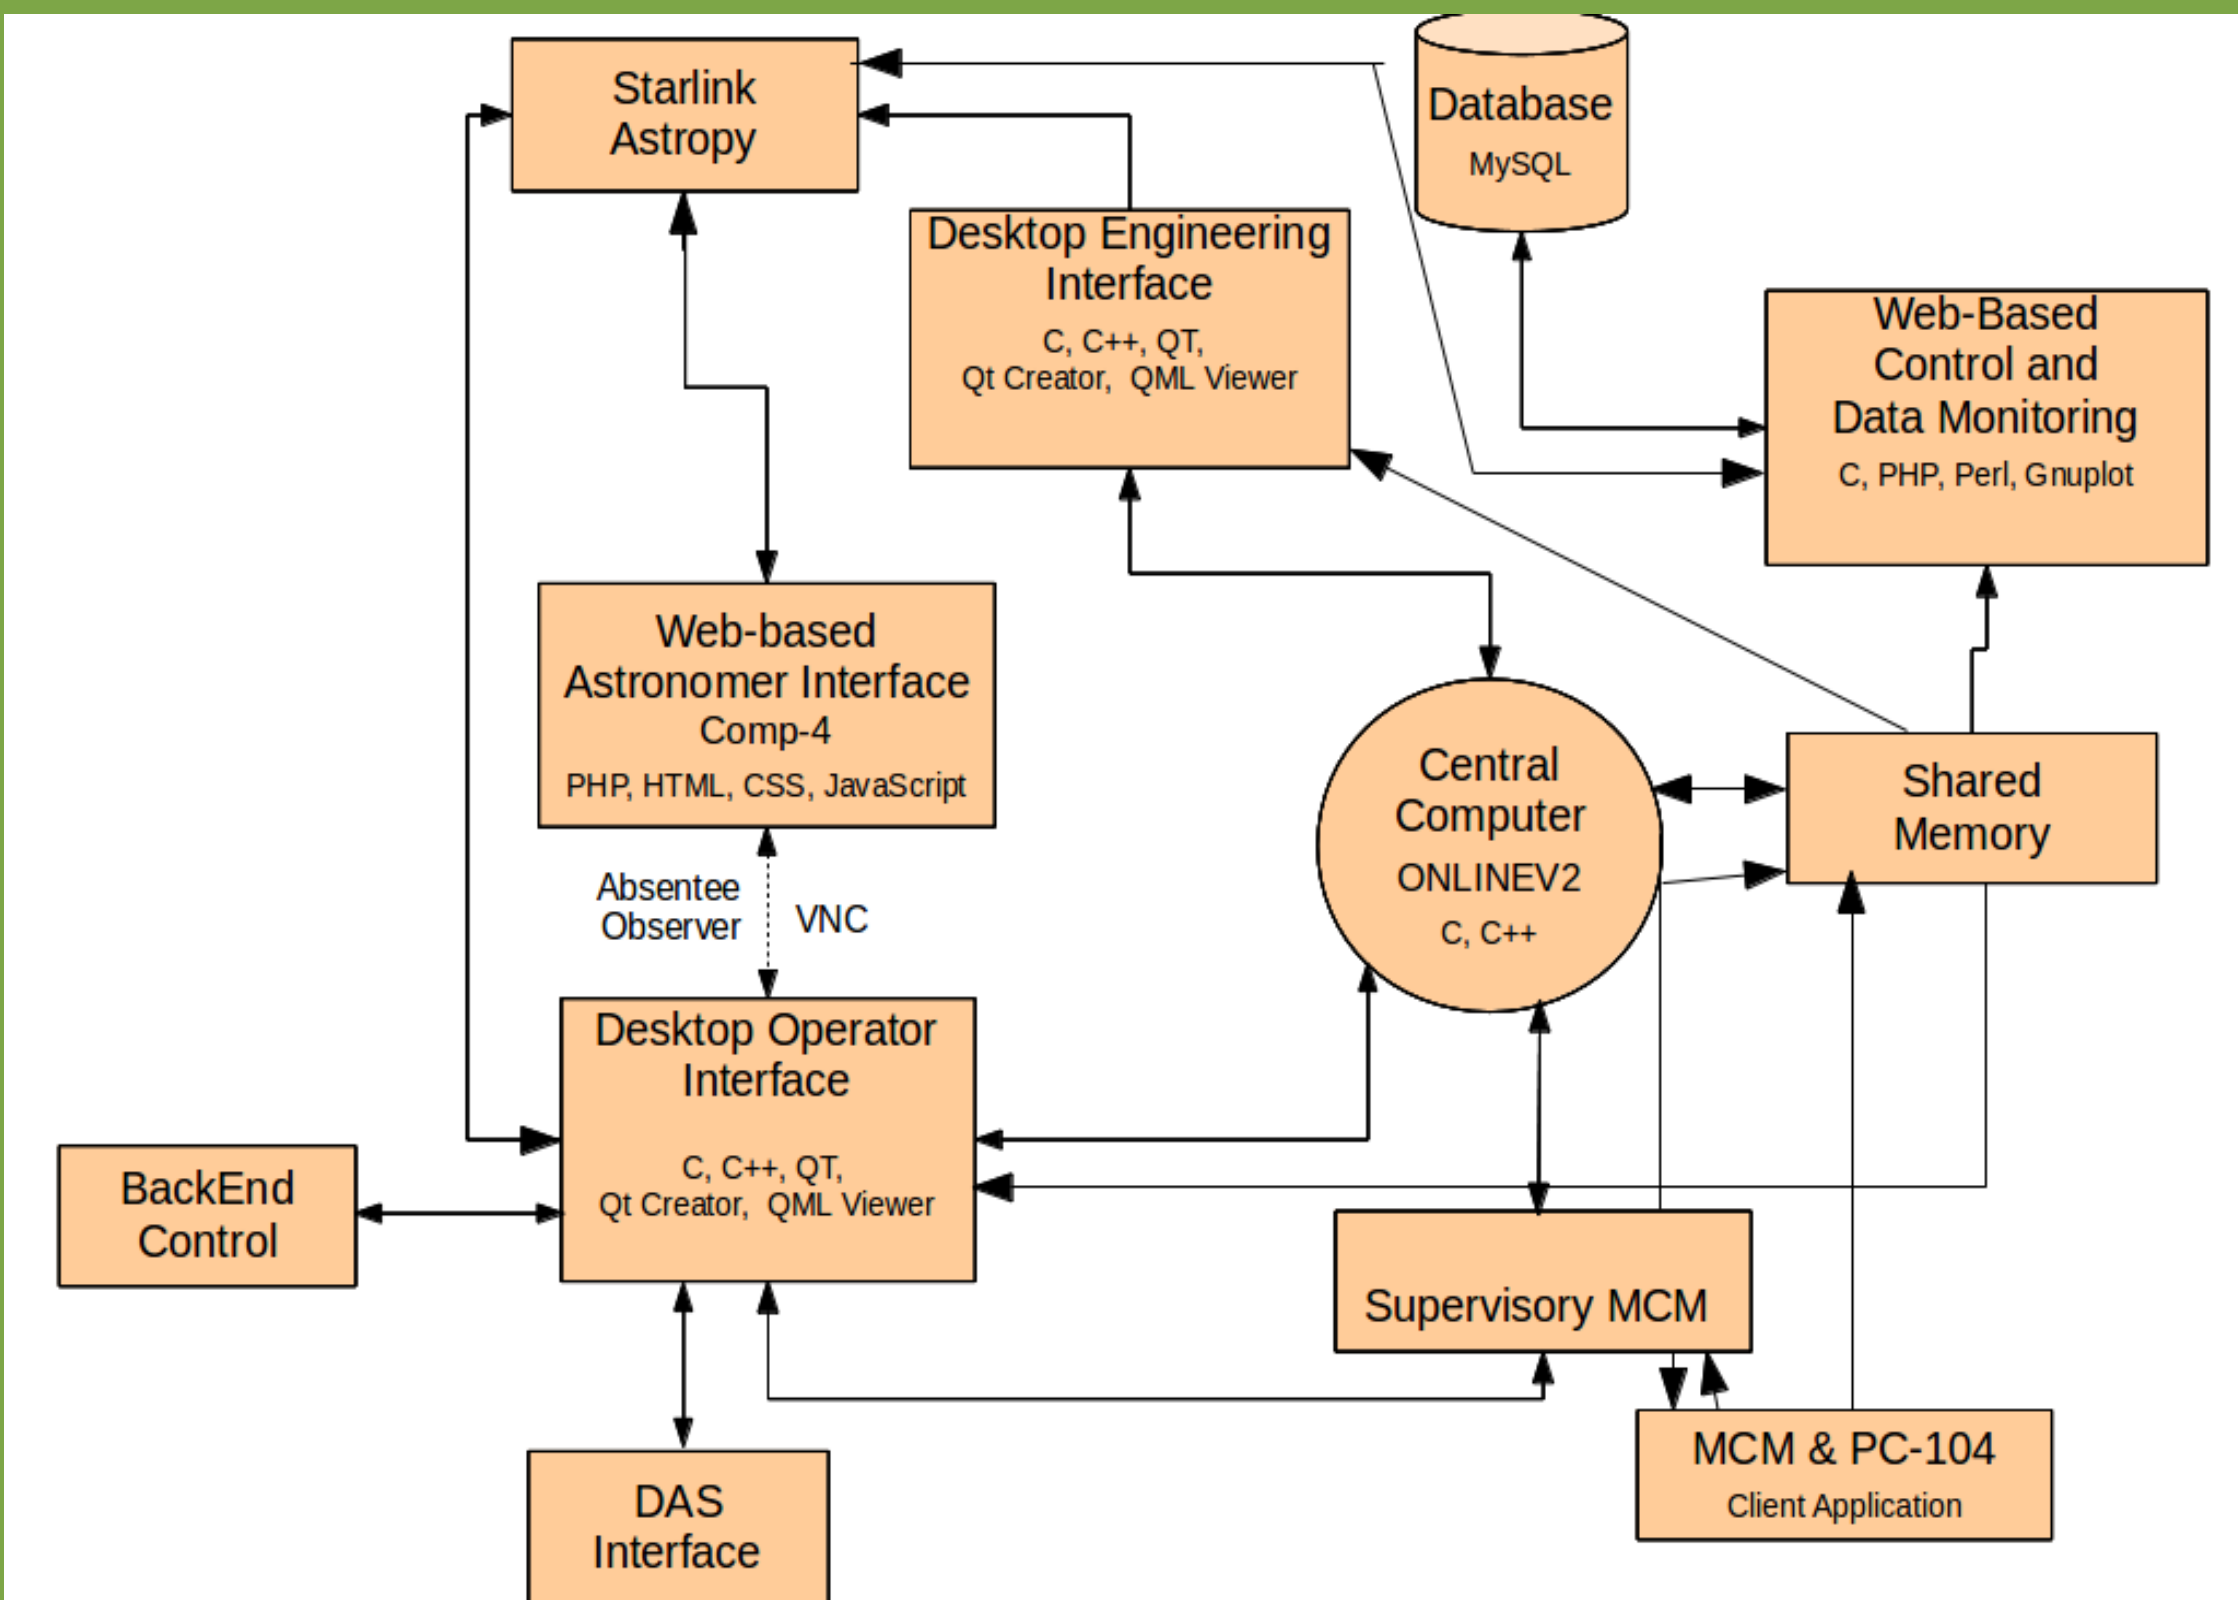 Starlink
Astropy
Database
MySQL
Desktop Engineering
Interface
C, C++, QT,
Qt Creator, QML Viewer
Web-Based
Control and
Data Monitoring
C, PHP, Perl, Gnuplot
Web-based
Astronomer Interface
Comp-4
PHP, HTML, CSS, JavaScript
Central
Computer
ONLINEV2
C, C++
Shared
Memory
Absentee
Observer
VNC
Desktop Operator
Interface
C, C++, QT,
Qt Creator, QML Viewer
BackEnd
Control
Supervisory MCM
MCM & PC-104
Client Application
DAS
Interface